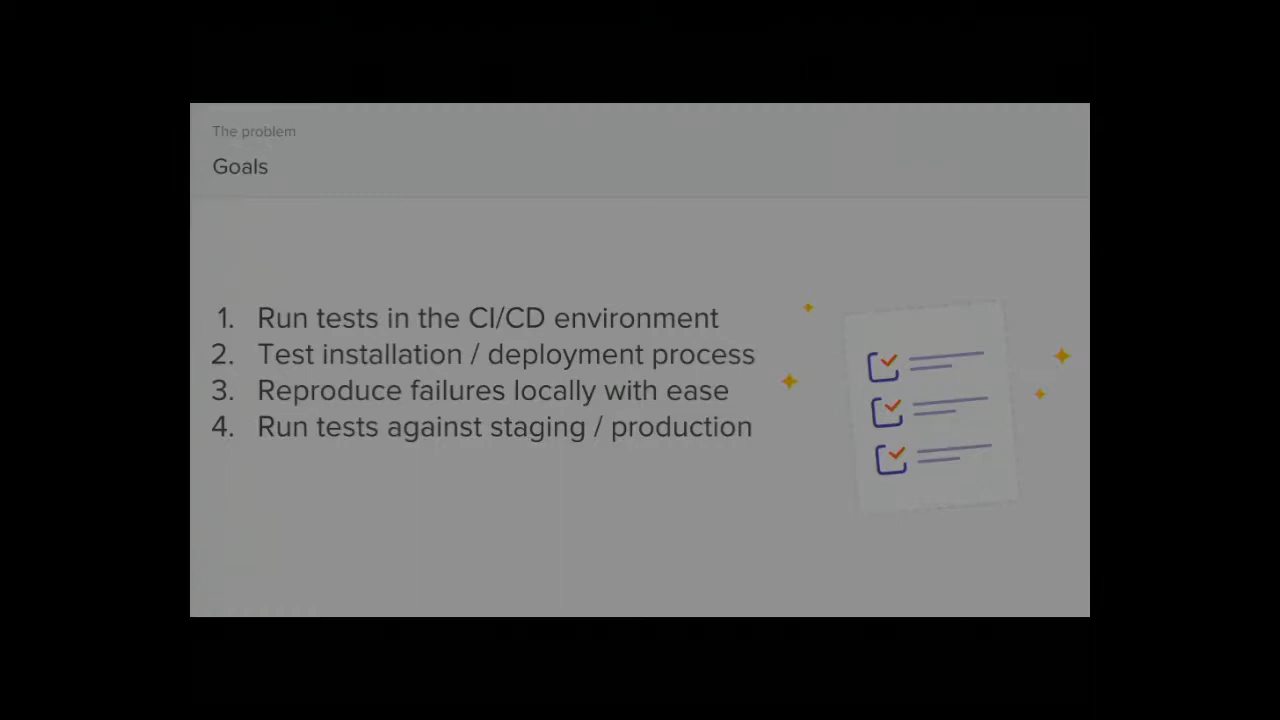 The problem
Goals
1. Run tests in the CI/CD environment
2. Test installation / deployment process
3. Reproduce failures locally with ease
4. Run tests against staging / production